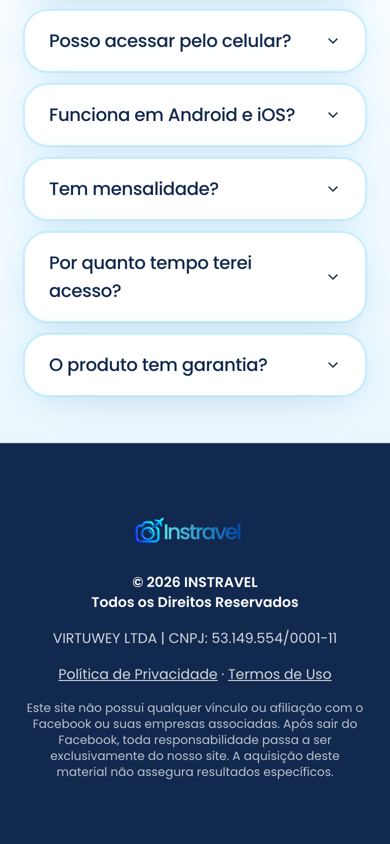 Posso acessar pelo celular?
Funciona em Android e iOS?
Tem mensalidade?
Por quanto tempo terei
acesso?
O produto tem garantia?
Instravel
© 2026 INSTRAVEL
Todos os Direitos Reservados
VIRTUWEY LTDA | CNPJ: 53.149.554/0001-11
Política de Privacidade · Termos de Uso
Este site não possui qualquer vínculo ou afiliação com o
Facebook ou suas empresas associadas. Após sair do
Facebook, toda responsabilidade passa a ser
exclusivamente do nosso site. A aquisição deste
material não assegura resultados específicos.